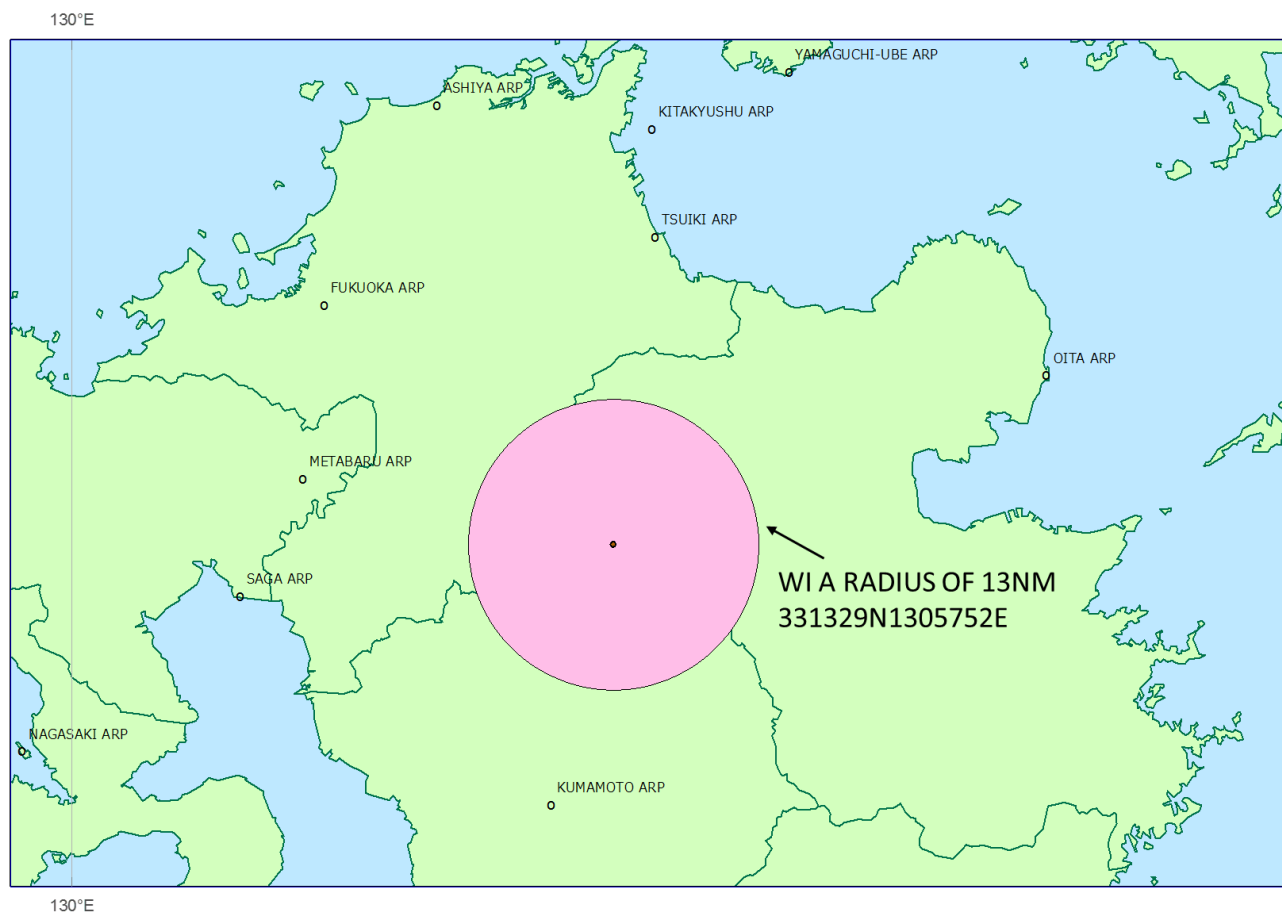 130°E
YAMAGUCHI-UBE ARP
ASHIYA ARP
KITAKYUSHU ARP
TSUIKI ARP
FUKUOKA ARP
OITA ARP
METABARU ARP
SAGA ARP
WI A RADIUS OF 13NM
331329N1305752E
NAGASAKI ARP
KUMAMOTO ARP
130°E